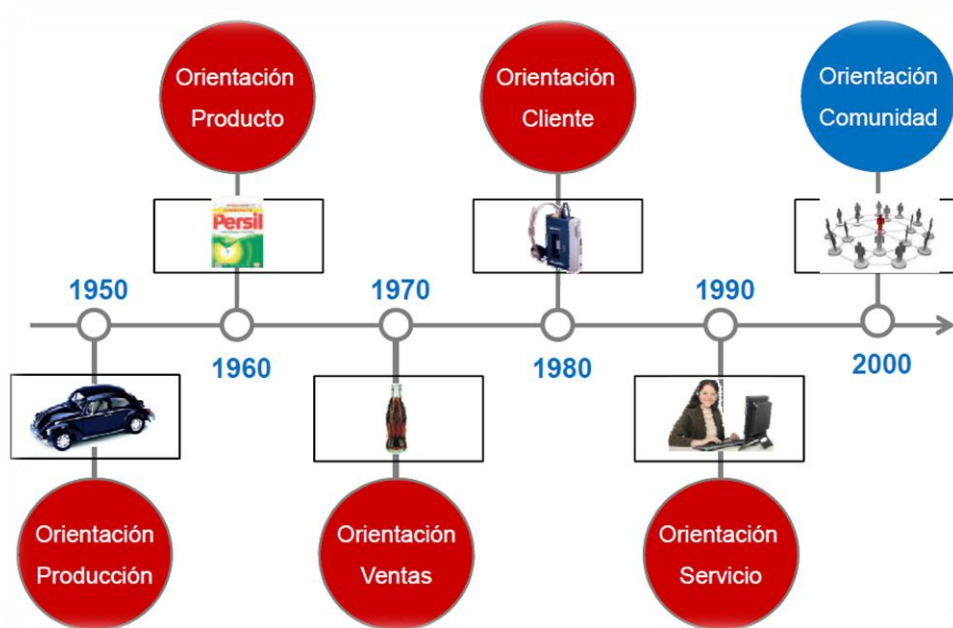 Orientación
Producto
Orientación
Cliente
Orientación
Comunidad
Persil
1950
1970
1990
1960
1980
2000
Orientación
Producción
Orientación
Ventas
Orientación
Servicio